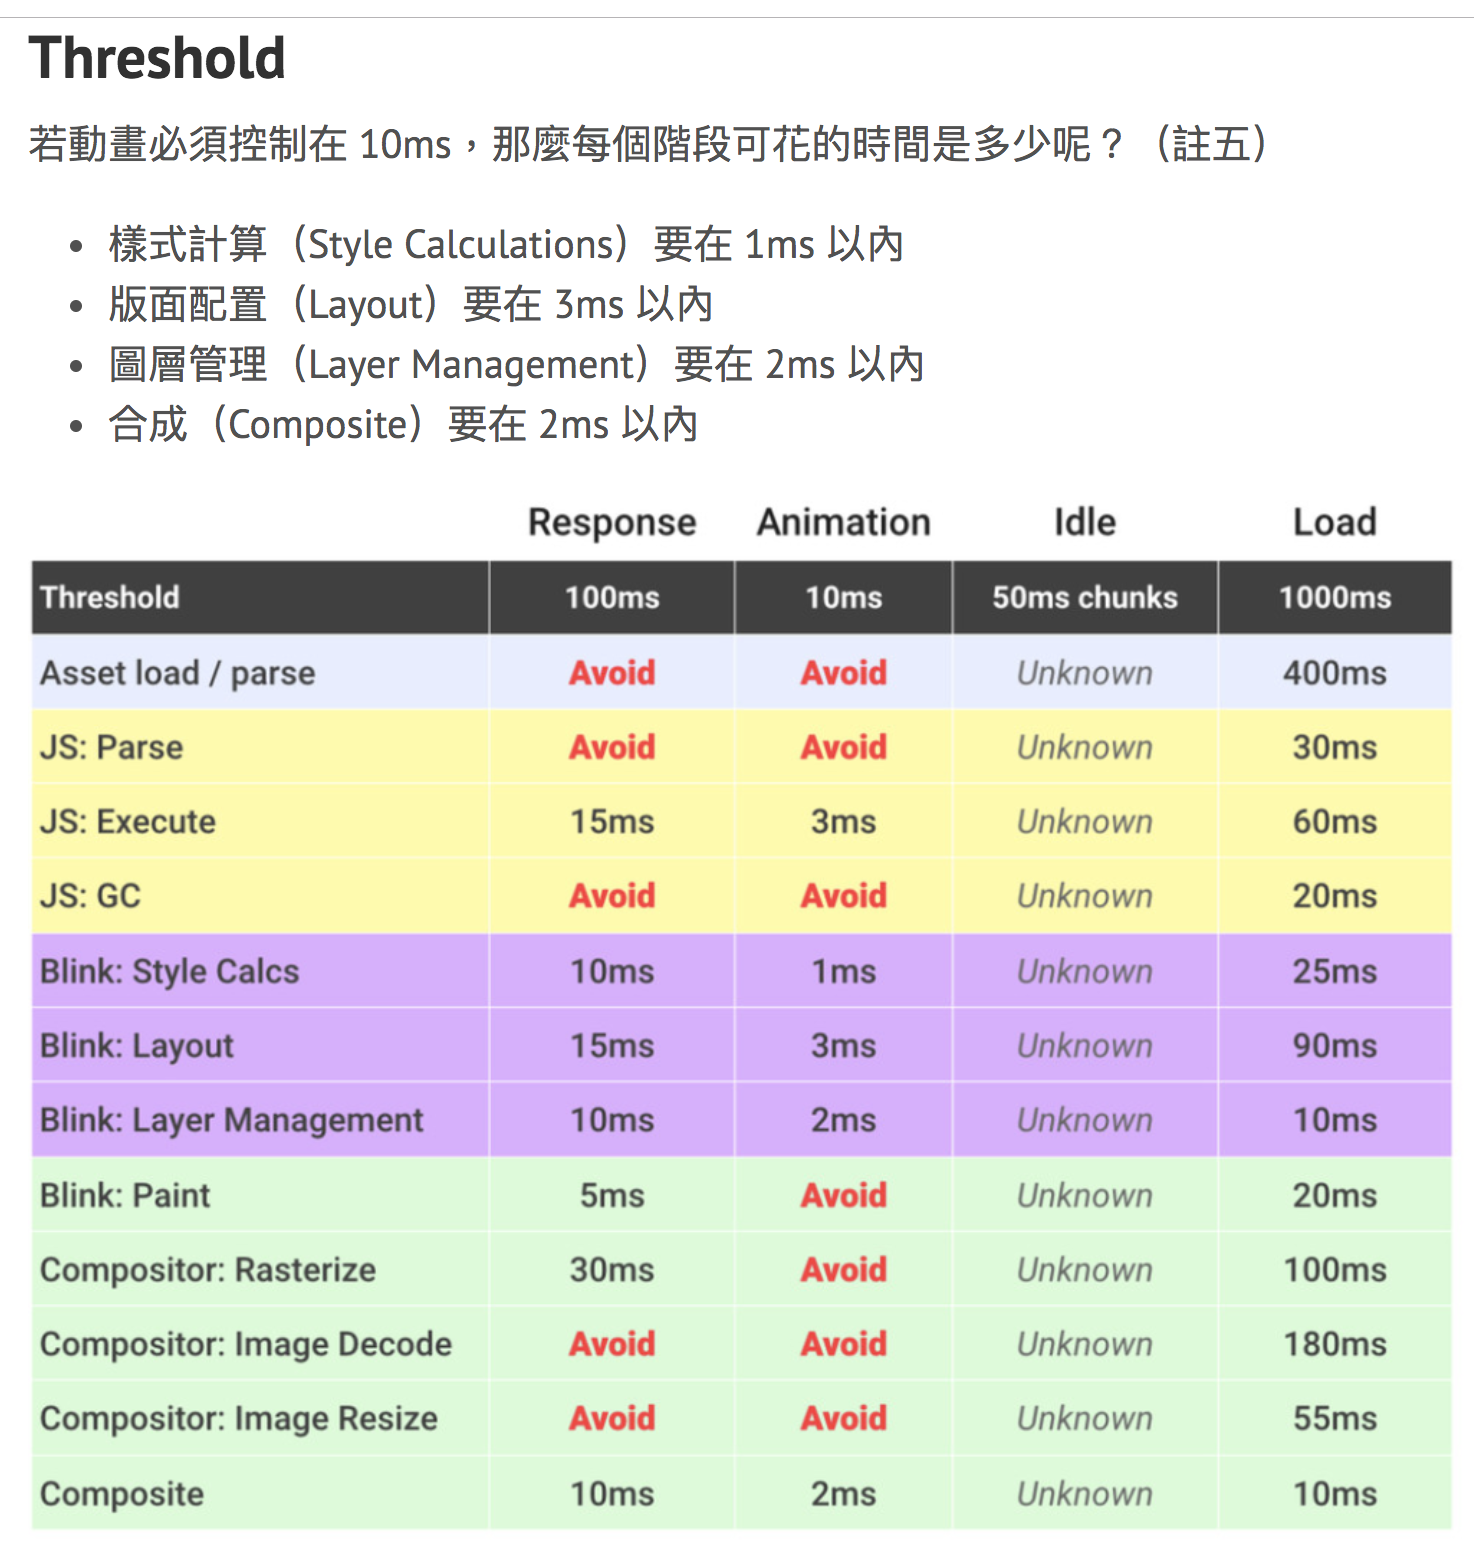 Threshold
若動畫必須控制在 10ms，那麼每個階段可花的時間是多少呢？（註五）
• 樣式計算（Style Calculations）要在 1ms 以內
• 版面配置（Layout）要在 3ms 以內
• 圖層管理（Layer Management）要在 2ms 以內
• 合成（Composite）要在 2ms 以內
Response Animation Idle Load
Threshold 100ms 10ms 50ms chunks 1000ms
Asset load / parse Avoid Avoid Unknown 400ms
JS: Parse Avoid Avoid Unknown 30ms
JS: Execute 15ms 3ms Unknown 60ms
JS: GC Avoid Avoid Unknown 20ms
Blink: Style Calcs 10ms 1ms Unknown 25ms
Blink: Layout 15ms 3ms Unknown 90ms
Blink: Layer Management 10ms 2ms Unknown 10ms
Blink: Paint 5ms Avoid Unknown 20ms
Compositor: Rasterize 30ms Avoid Unknown 100ms
Compositor: Image Decode Avoid Avoid Unknown 180ms
Compositor: Image Resize Avoid Avoid Unknown 55ms
Composite 10ms 2ms Unknown 10ms